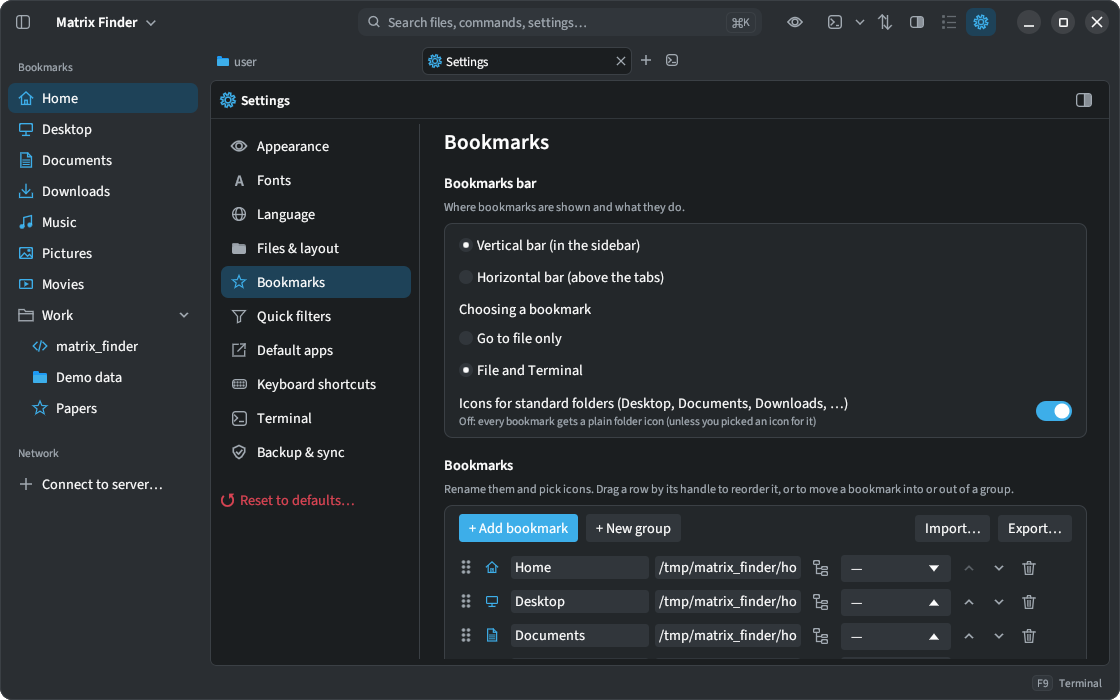 Matrix Finder
Search files, commands, settings…
⌘K
Bookmarks
Home
Desktop
Documents
Downloads
Music
Pictures
Movies
Work
matrix_finder
Demo data
Papers
Network
Connect to server…
user
Settings
Settings
Appearance
Fonts
Language
Files & layout
Bookmarks
Quick filters
Default apps
Keyboard shortcuts
Terminal
Backup & sync
Reset to defaults…
Bookmarks
Bookmarks bar
Where bookmarks are shown and what they do.
Vertical bar (in the sidebar)
Horizontal bar (above the tabs)
Choosing a bookmark
Go to file only
File and Terminal
Icons for standard folders (Desktop, Documents, Downloads, …)
Off: every bookmark gets a plain folder icon (unless you picked an icon for it)
Bookmarks
Rename them and pick icons. Drag a row by its handle to reorder it, or to move a bookmark into or out of a group.
+ Add bookmark + New group Import… Export…
Home /tmp/matrix_finder/ho —
Desktop /tmp/matrix_finder/ho —
Documents /tmp/matrix_finder/ho —
F9 Terminal